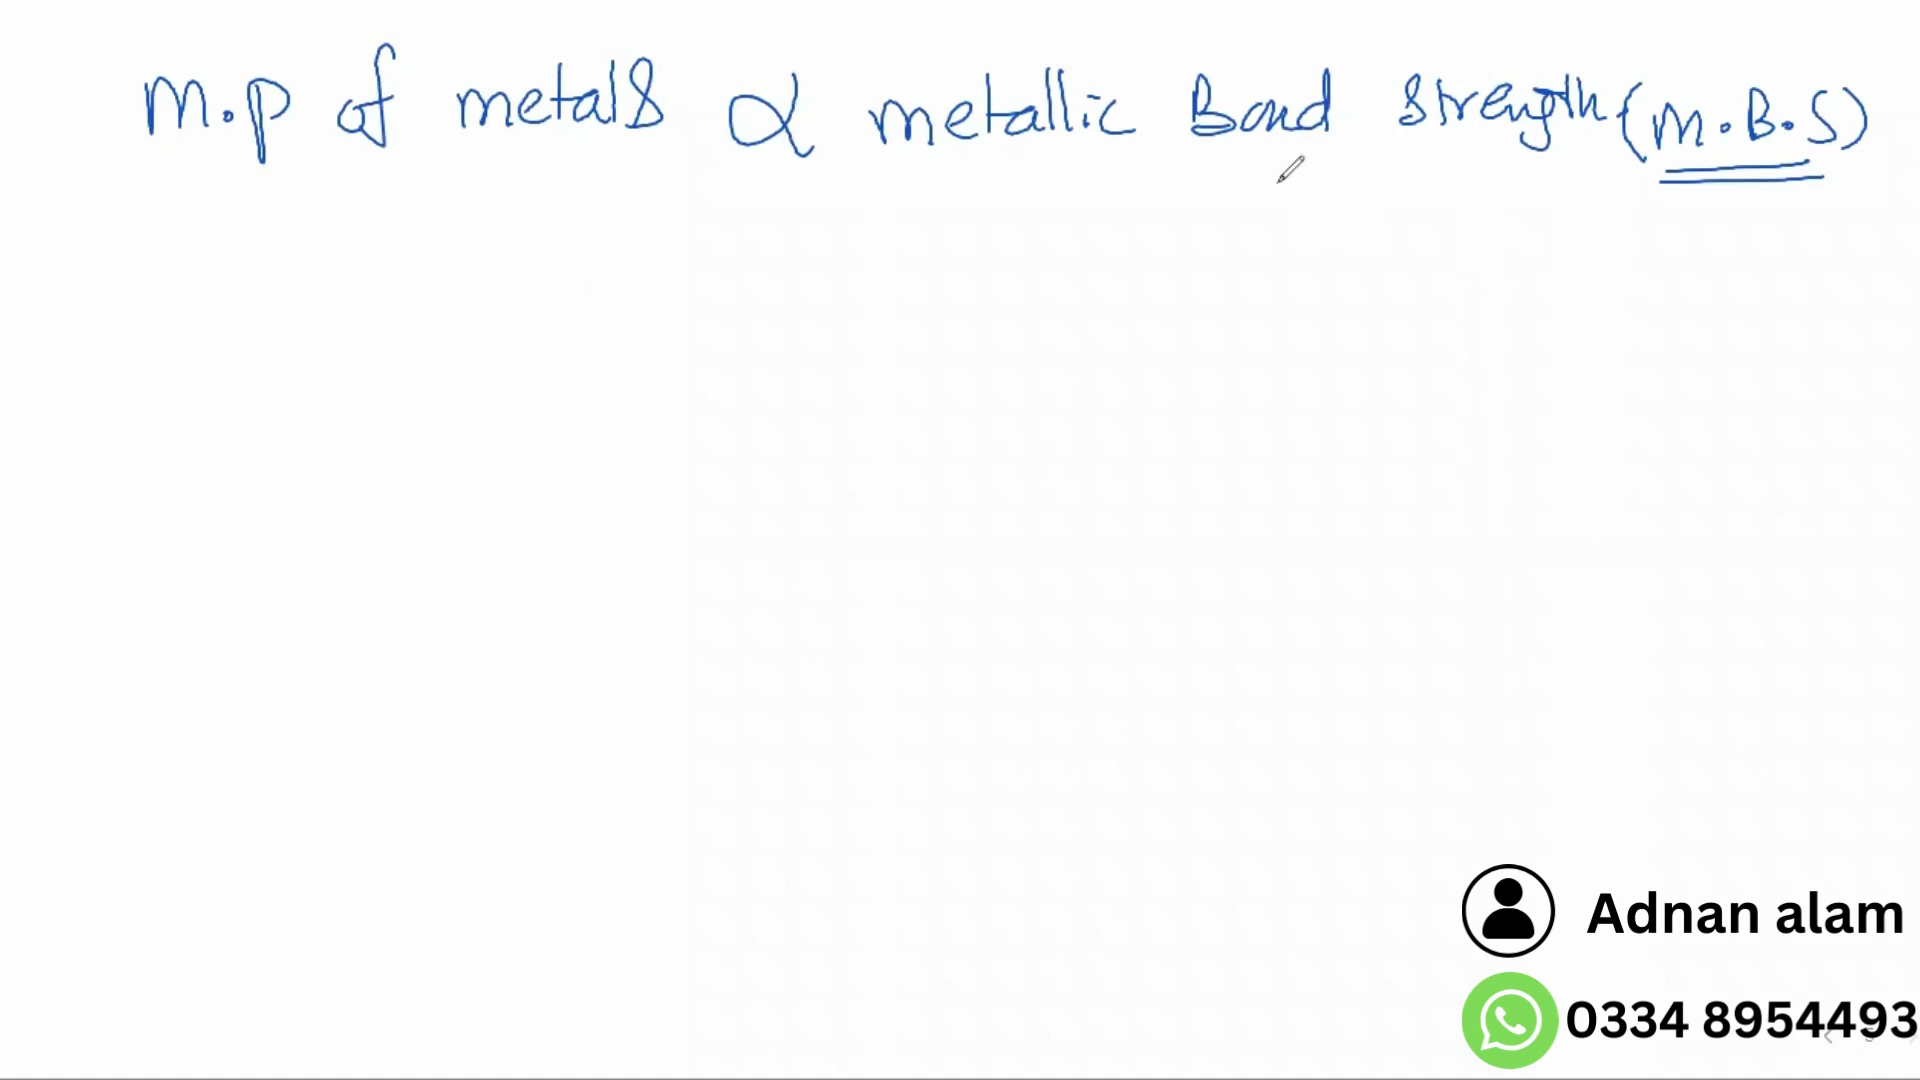 M.P of metals α metallic Bond strength (M.B.S)
Adnan alam
0334 8954493